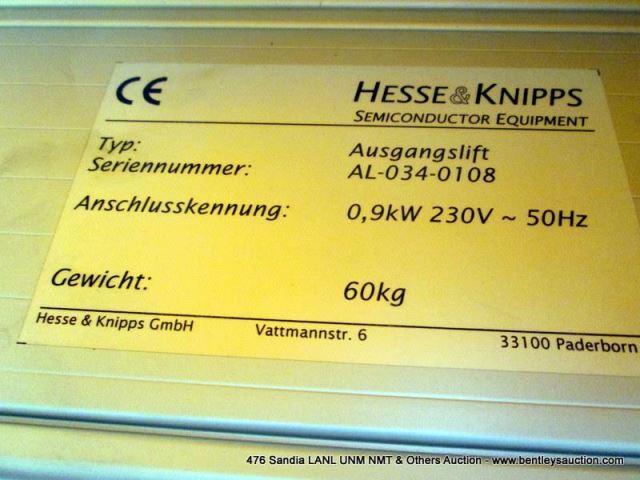 CE HESSE & KNIPPS
SEMICONDUCTOR EQUIPMENT
Typ: Ausgangslift
Seriennummer: AL-034-0108
Anschlusskennung: 0,9kW 230V ~ 50Hz
Gewicht: 60kg
Hesse & Knipps GmbH Vattmannstr. 6 33100 Paderborn
476 Sandia LANL UNM NMT & Others Auction - www.bentleysauction.com